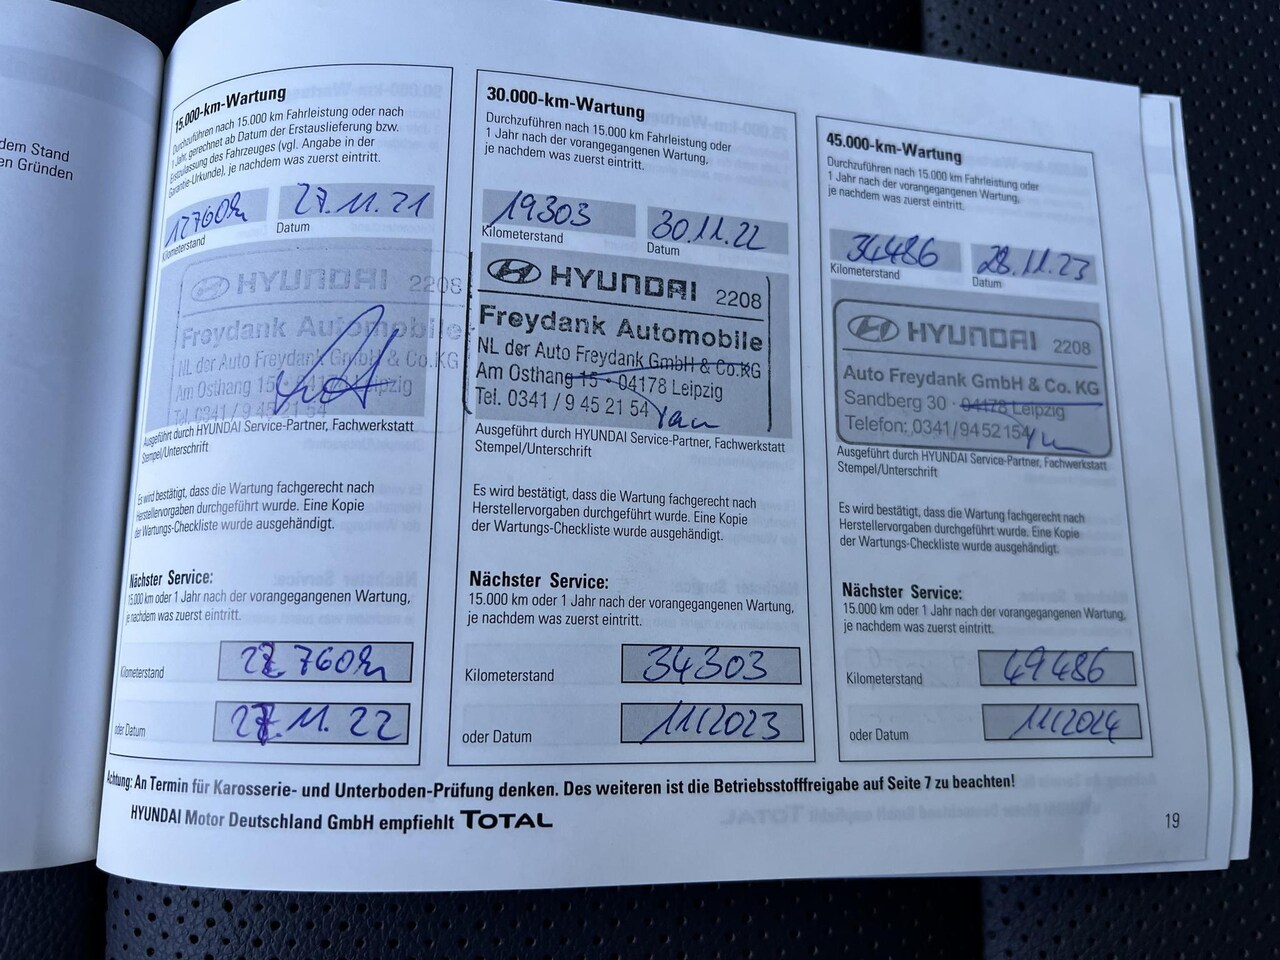 dem Stand
en Gründen
15.000-km-Wartung
Durchzuführen nach 15.000 km Fahrleistung oder nach
1 Jahr, gerechnet ab Datum der Erstauslieferung bzw.
Erstzulassung des Fahrzeuges (vgl. Angabe in der
Garantie-Urkunde), je nachdem was zuerst eintritt.
12760km 27.11.21
Kilometerstand Datum
HYUNDAI 2208
Freydank Automobile
NL der Auto Freydank GmbH & Co.KG
Am Osthang 15 • 04178 Leipzig
Tel. 0341 / 9 45 21 54
Ausgeführt durch HYUNDAI Service-Partner, Fachwerkstatt
Stempel/Unterschrift
Es wird bestätigt, dass die Wartung fachgerecht nach
Herstellervorgaben durchgeführt wurde. Eine Kopie
der Wartungs-Checkliste wurde ausgehändigt.
Nächster Service:
15.000 km oder 1 Jahr nach der vorangegangenen Wartung,
je nachdem was zuerst eintritt.
Kilometerstand 27760km
oder Datum 27.11.22
30.000-km-Wartung
Durchzuführen nach 15.000 km Fahrleistung oder
1 Jahr nach der vorangegangenen Wartung,
je nachdem was zuerst eintritt.
19303 30.11.22
Kilometerstand Datum
HYUNDAI 2208
Freydank Automobile
NL der Auto Freydank GmbH & Co.KG
Am Osthang 15 • 04178 Leipzig
Tel. 0341 / 9 45 21 54
Ausgeführt durch HYUNDAI Service-Partner, Fachwerkstatt
Stempel/Unterschrift
Es wird bestätigt, dass die Wartung fachgerecht nach
Herstellervorgaben durchgeführt wurde. Eine Kopie
der Wartungs-Checkliste wurde ausgehändigt.
Nächster Service:
15.000 km oder 1 Jahr nach der vorangegangenen Wartung,
je nachdem was zuerst eintritt.
Kilometerstand 34303
oder Datum 11/2023
45.000-km-Wartung
Durchzuführen nach 15.000 km Fahrleistung oder
1 Jahr nach der vorangegangenen Wartung,
je nachdem was zuerst eintritt.
34486 28.11.23
Kilometerstand Datum
HYUNDAI 2208
Auto Freydank GmbH & Co. KG
Sandberg 30 · 04178 Leipzig
Telefon: 0341/9452154
Ausgeführt durch HYUNDAI Service-Partner, Fachwerkstatt
Stempel/Unterschrift
Es wird bestätigt, dass die Wartung fachgerecht nach
Herstellervorgaben durchgeführt wurde. Eine Kopie
der Wartungs-Checkliste wurde ausgehändigt.
Nächster Service:
15.000 km oder 1 Jahr nach der vorangegangenen Wartung,
je nachdem was zuerst eintritt.
Kilometerstand 49486
oder Datum 11/2024
Achtung: An Termin für Karosserie- und Unterboden-Prüfung denken. Des weiteren ist die Betriebsstofffreigabe auf Seite 7 zu beachten!
HYUNDAI Motor Deutschland GmbH empfiehlt TOTAL
19